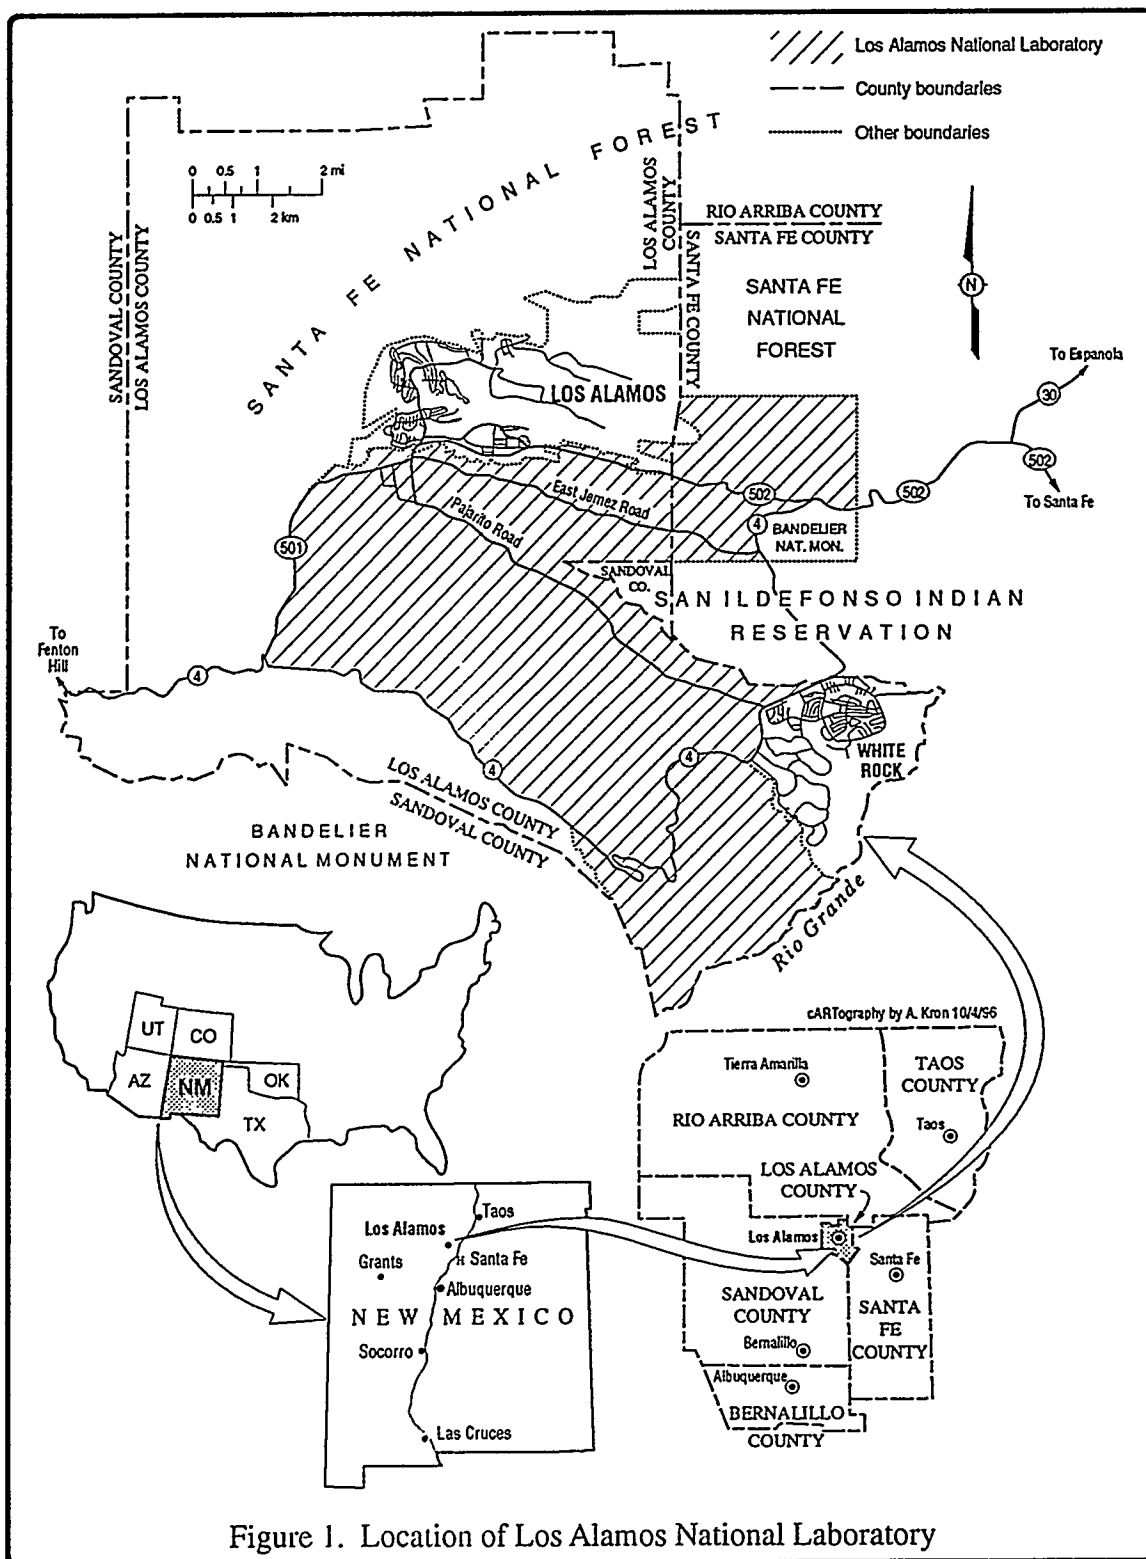 Los Alamos National Laboratory
County boundaries
Other boundaries
0 0.5 1 2 mi
0 0.5 1 2 km
SANTA FE NATIONAL FOREST
SANDOVAL COUNTY
LOS ALAMOS COUNTY
LOS ALAMOS
COUNTY
SANTA FE COUNTY
RIO ARRIBA COUNTY
SANTA FE COUNTY
SANTA FE
NATIONAL
FOREST
N
To Espanola
30
502
To Santa Fe
LOS ALAMOS
502
502
East Jemez Road
Pajarito Road
4
BANDELIER
NAT. MON.
501
SANDOVAL
CO.
SAN ILDEFONSO INDIAN
RESERVATION
To
Fenton
Hill
4
WHITE
ROCK
4
4
LOS ALAMOS COUNTY
SANDOVAL COUNTY
BANDELIER
NATIONAL MONUMENT
Rio Grande
cARTography by A. Kron 10/4/96
UT
CO
AZ
NM
OK
TX
Tierra Amarilla
TAOS
COUNTY
RIO ARRIBA COUNTY
Taos
LOS ALAMOS
COUNTY
Los Alamos
Santa Fe
SANDOVAL
COUNTY
SANTA
FE
COUNTY
Bernalillo
Albuquerque
BERNALILLO
COUNTY
Taos
Los Alamos
Santa Fe
Grants
Albuquerque
NEW MEXICO
Socorro
Las Cruces
Figure 1. Location of Los Alamos National Laboratory